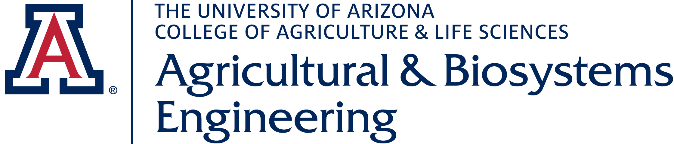 A®
THE UNIVERSITY OF ARIZONA
COLLEGE OF AGRICULTURE & LIFE SCIENCES
Agricultural & Biosystems
Engineering